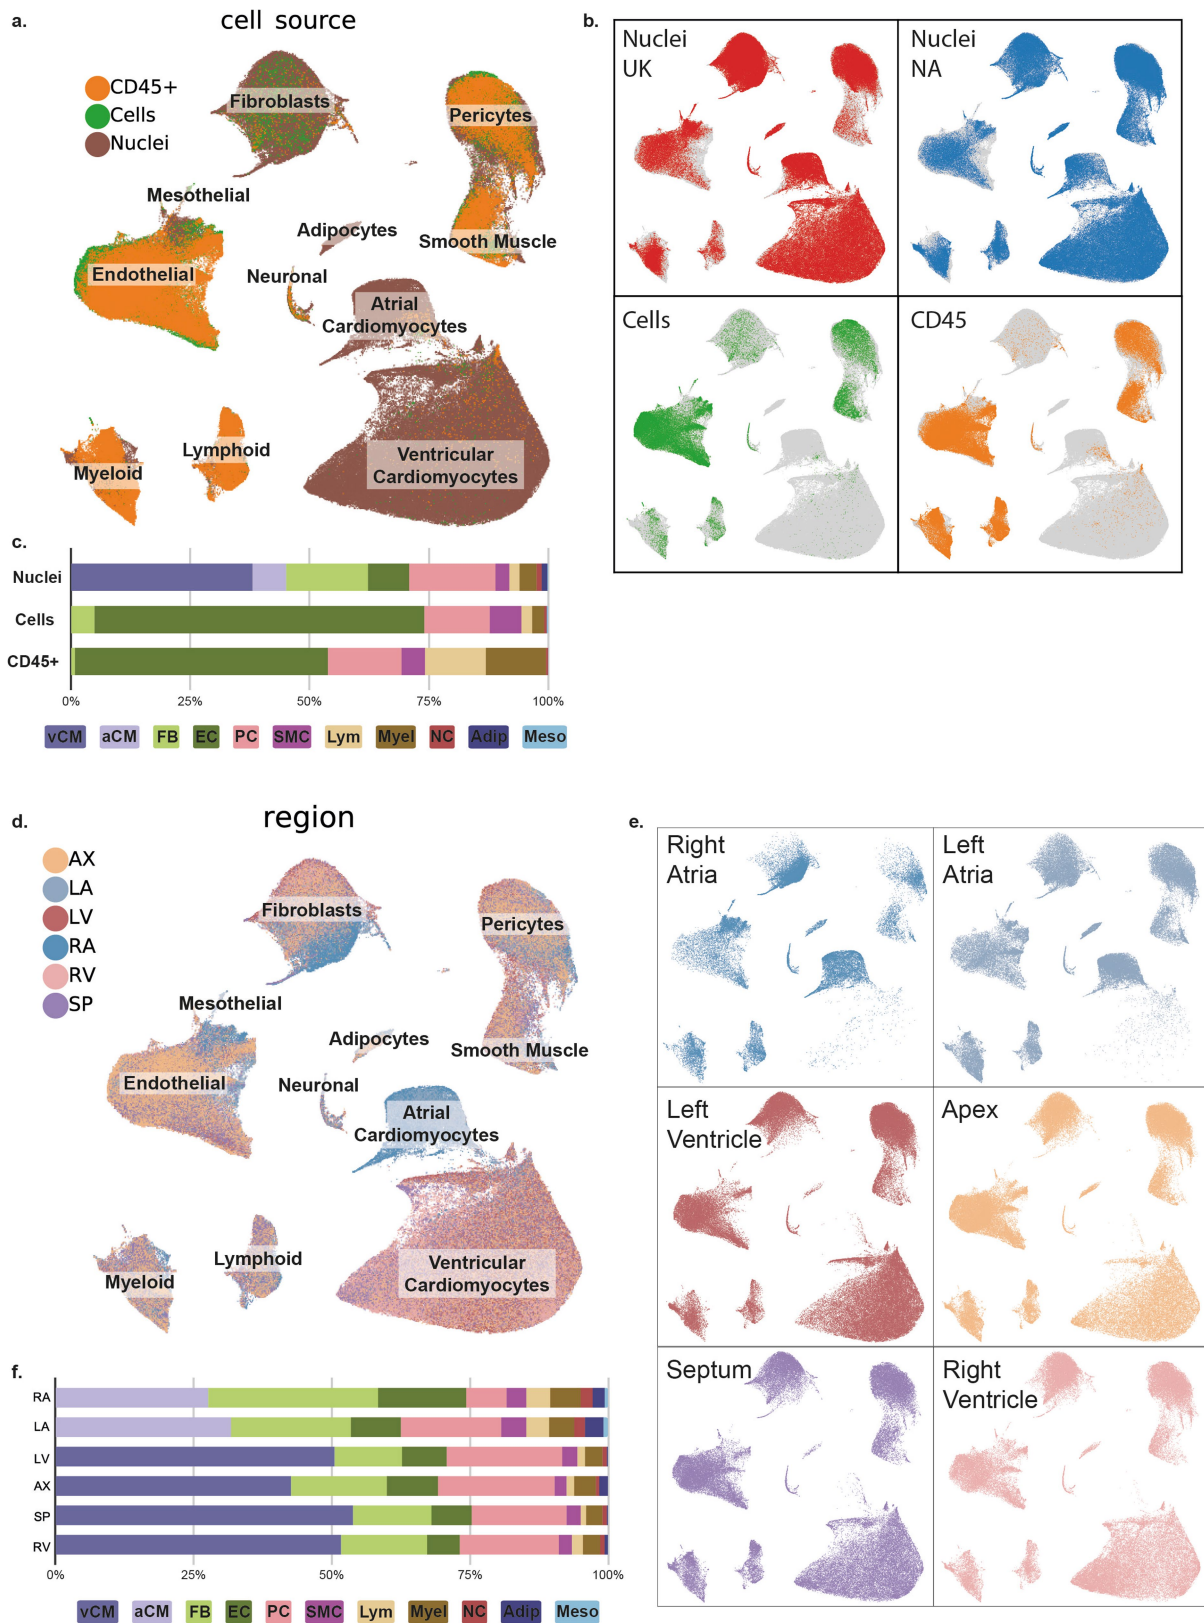 a.
cell source
CD45+
Cells
Nuclei
Fibroblasts
Pericytes
Mesothelial
Adipocytes
Smooth Muscle
Endothelial
Neuronal
Atrial
Cardiomyocytes
Lymphoid
Myeloid
Ventricular
Cardiomyocytes
b.
Nuclei
UK
Nuclei
NA
Cells
CD45
c.
Nuclei
Cells
CD45+
0% 25% 50% 75% 100%
vCM aCM FB EC PC SMC Lym Myel NC Adip Meso
d.
region
AX
LA
LV
RA
RV
SP
Fibroblasts
Pericytes
Mesothelial
Adipocytes
Smooth Muscle
Endothelial
Neuronal
Atrial
Cardiomyocytes
Lymphoid
Myeloid
Ventricular
Cardiomyocytes
e.
Right
Atria
Left
Atria
Left
Ventricle
Apex
Septum
Right
Ventricle
f.
RA
LA
LV
AX
SP
RV
0% 25% 50% 75% 100%
vCM aCM FB EC PC SMC Lym Myel NC Adip Meso